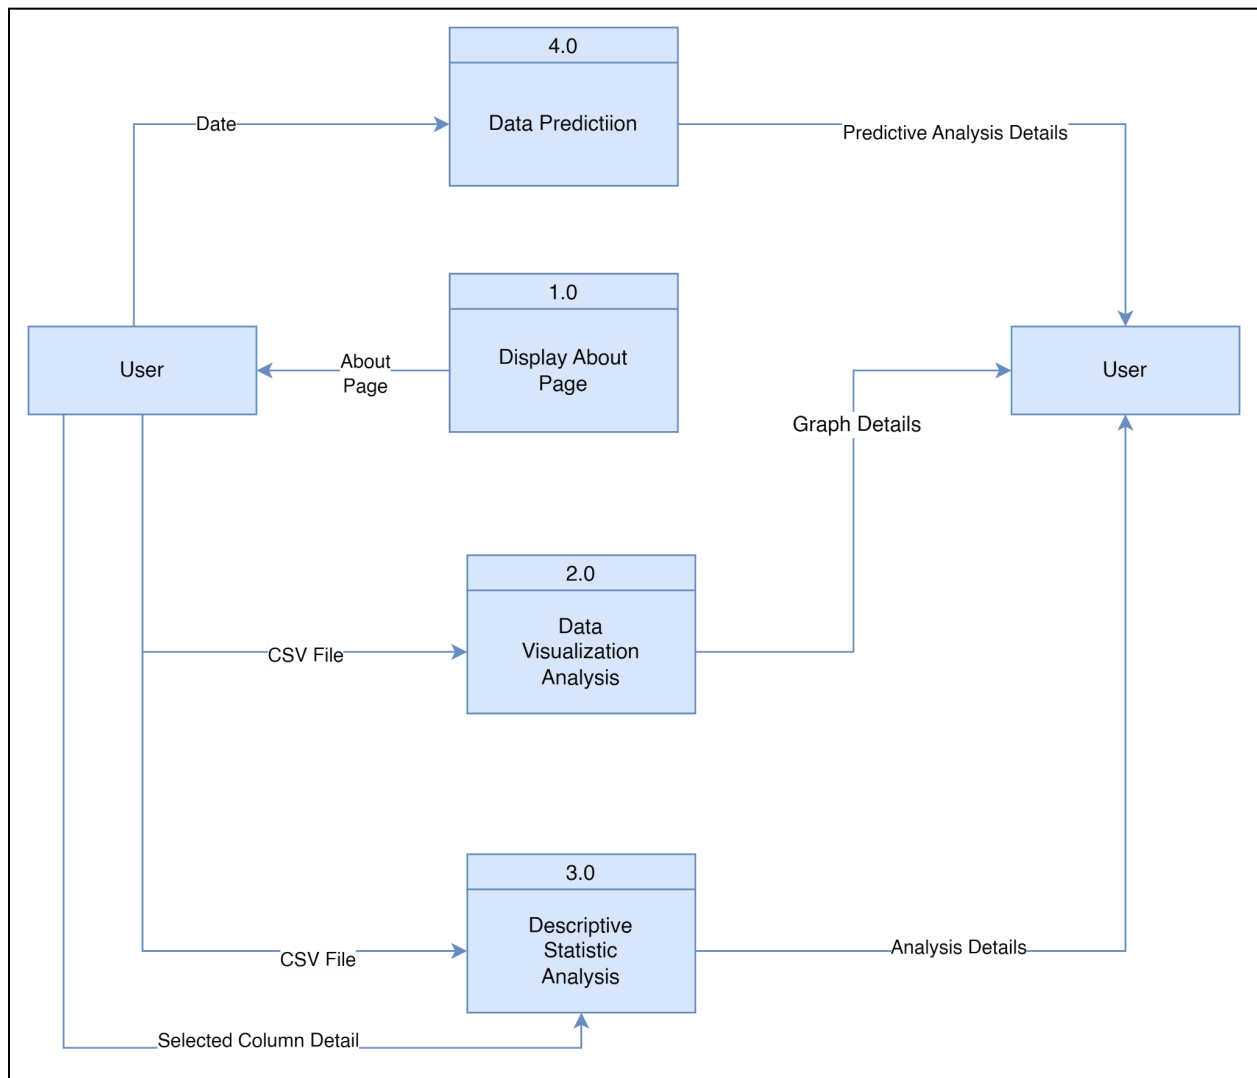 4.0
Data Predictiion
Date
Predictive Analysis Details
1.0
Display About
Page
User
About
Page
User
Graph Details
2.0
Data
Visualization
Analysis
CSV File
3.0
Descriptive
Statistic
Analysis
CSV File
Analysis Details
Selected Column Detail